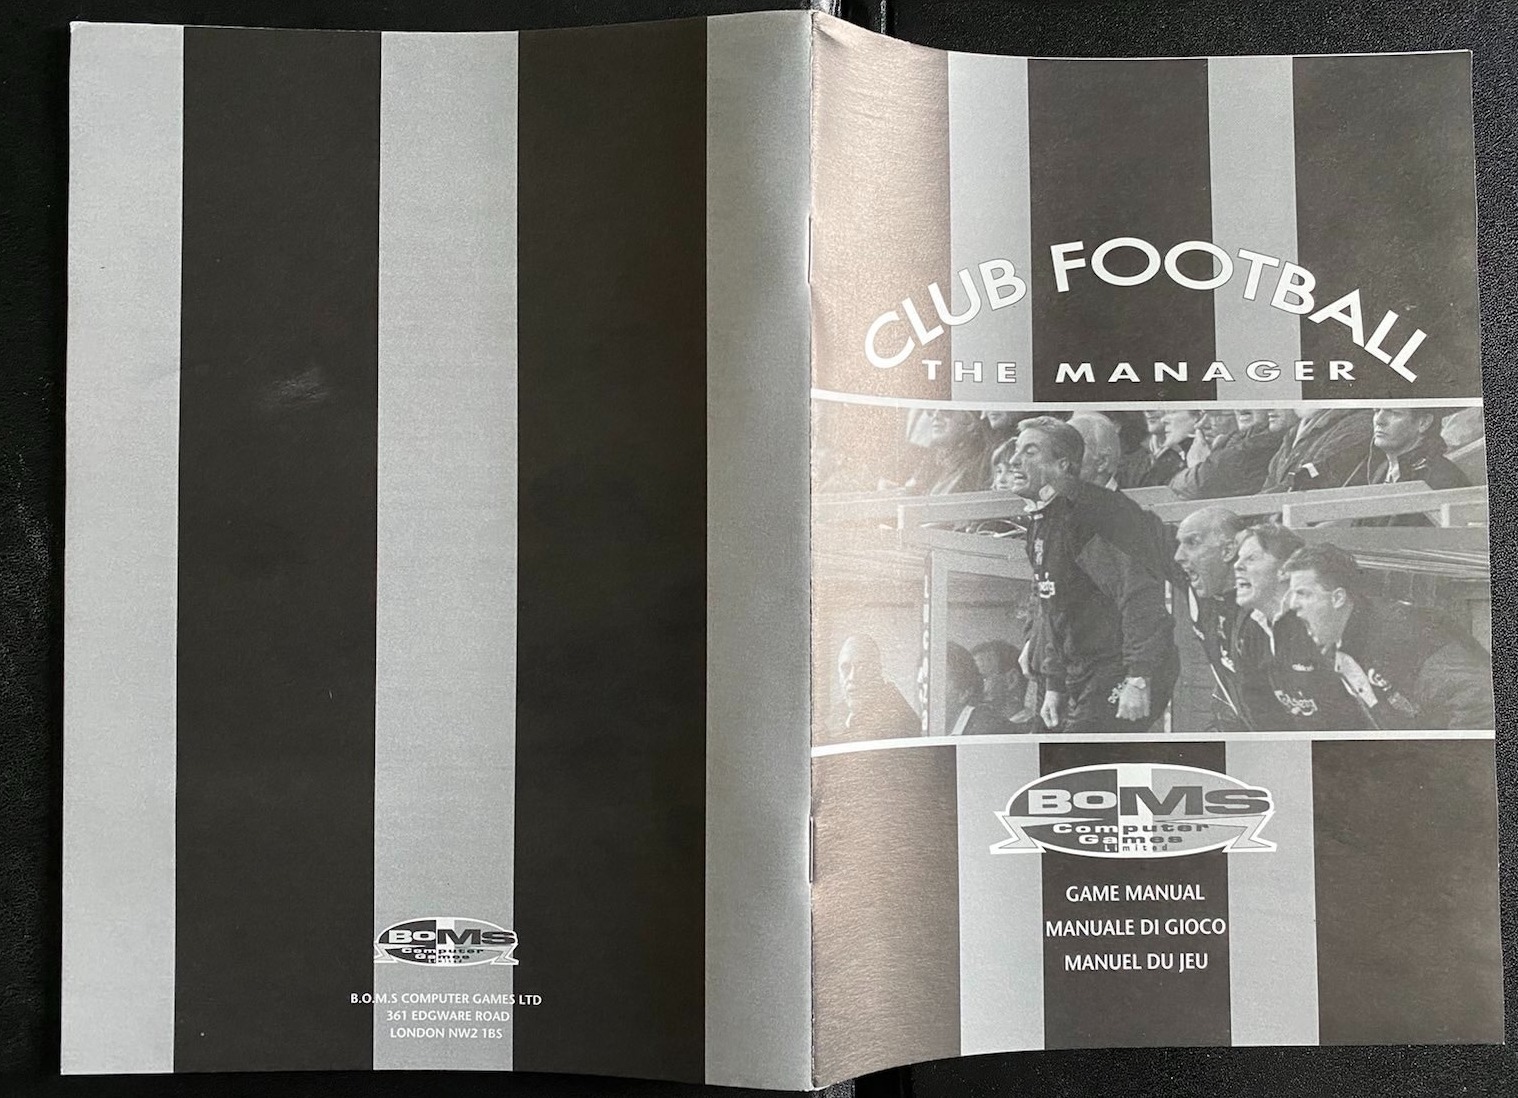 BOMS
Computer
Games
Limited
B.O.M.S COMPUTER GAMES LTD
361 EDGWARE ROAD
LONDON NW2 1BS
CLUB FOOTBALL
THE MANAGER
BOMS
Computer
Games
Limited
GAME MANUAL
MANUALE DI GIOCO
MANUEL DU JEU